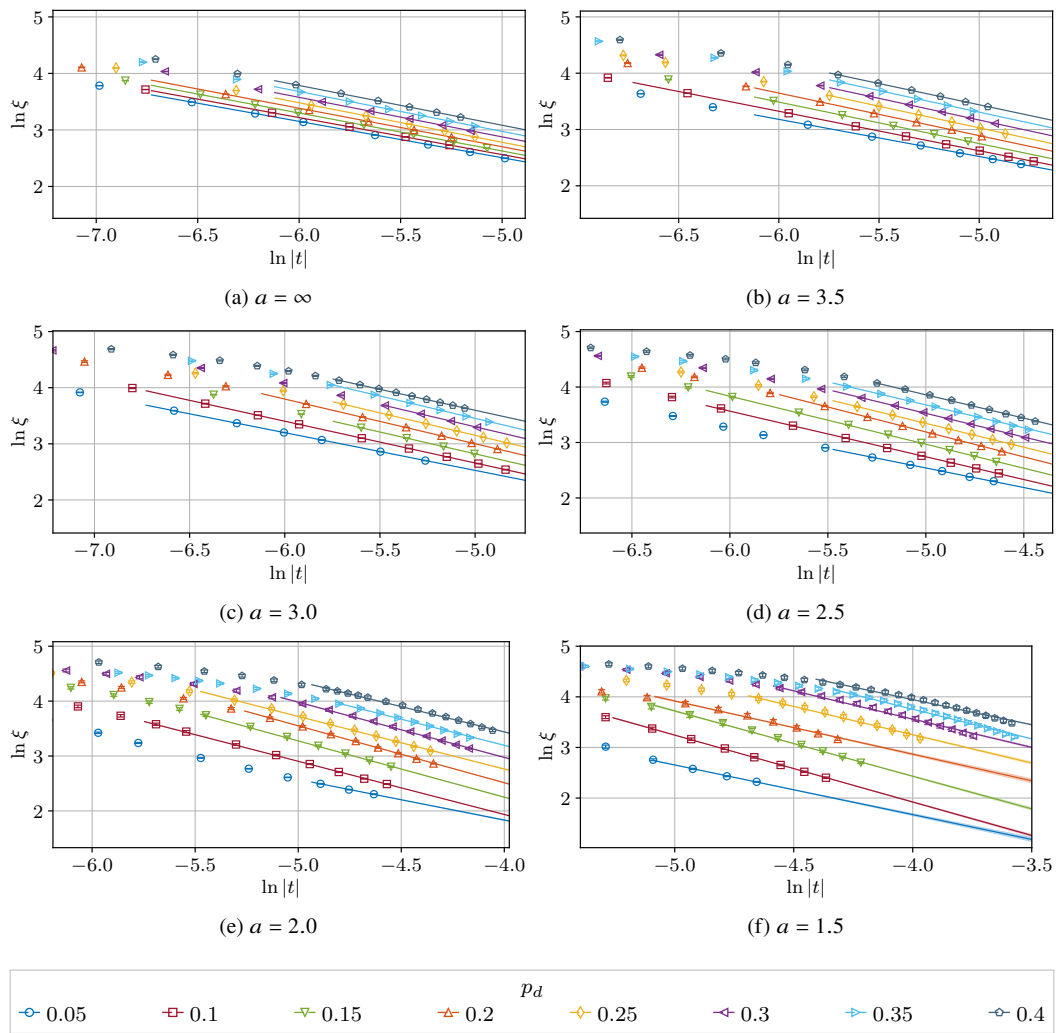 5
4
3
2
ln ξ
−7.0 −6.5 −6.0 −5.5 −5.0
ln |t|
(a) a = ∞
5
4
3
2
ln ξ
−6.5 −6.0 −5.5 −5.0
ln |t|
(b) a = 3.5
5
4
3
2
ln ξ
−7.0 −6.5 −6.0 −5.5 −5.0
ln |t|
(c) a = 3.0
5
4
3
2
ln ξ
−6.5 −6.0 −5.5 −5.0 −4.5
ln |t|
(d) a = 2.5
5
4
3
2
ln ξ
−6.0 −5.5 −5.0 −4.5 −4.0
ln |t|
(e) a = 2.0
5
4
3
2
ln ξ
−5.0 −4.5 −4.0 −3.5
ln |t|
(f) a = 1.5
p_d
0.05 0.1 0.15 0.2 0.25 0.3 0.35 0.4